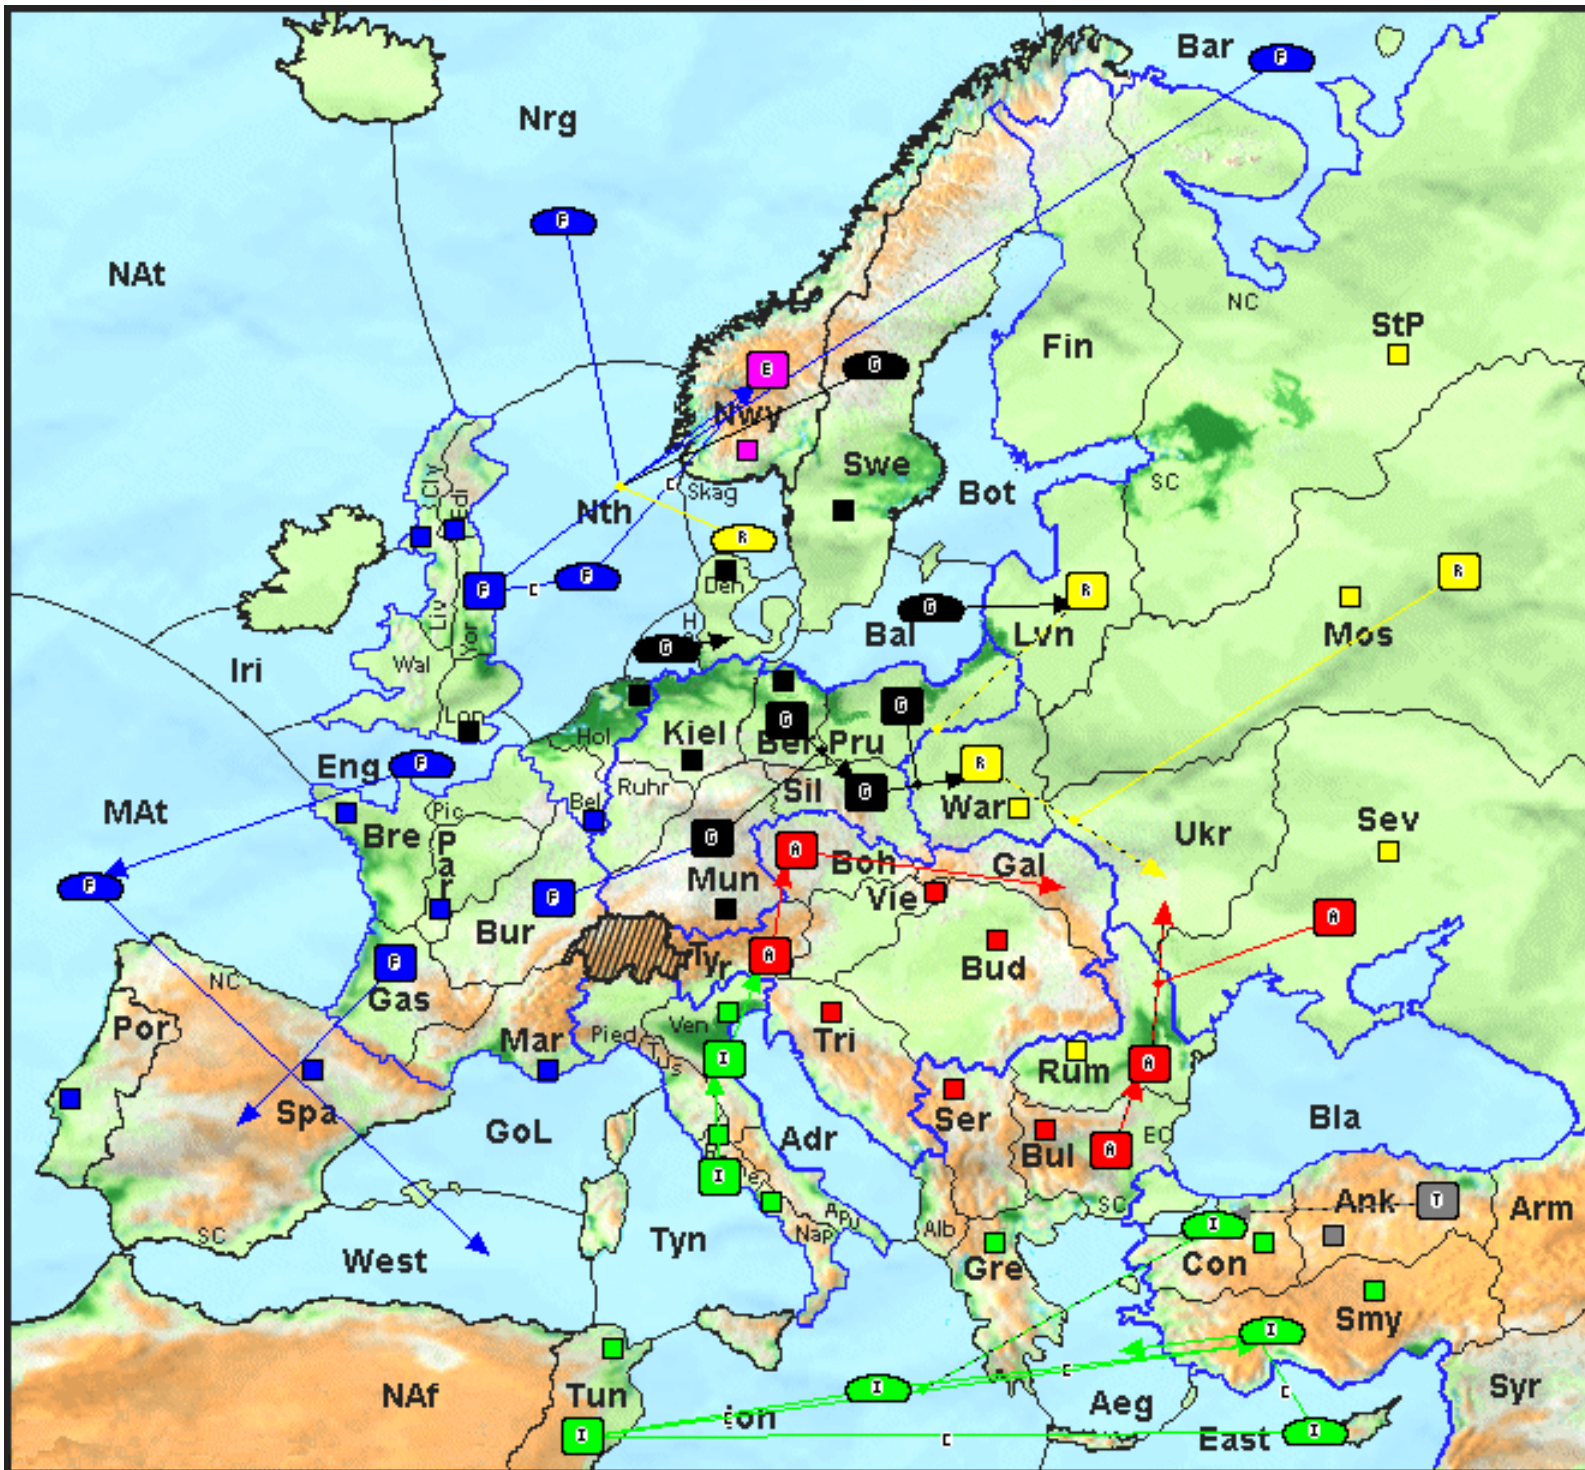 Bar
F
Nrg
F
NAt
NC
StP
Fin
E
G
Nwy
Swe
Bot
SC
Cly
Edl
Nth
C
Skag
R
R
F
C
F
Den
R
G
Bal
Lvn
Mos
Liv
Yor
H
G
Iri
Wal
Lon
Hol
Kiel
G
Ber
Pru
G
Eng
F
R
MAt
Pic
Bel
Ruhr
Sil
G
War
Ukr
Sev
Bre
Par
G
A
Boh
Gal
F
F
Mun
Vie
A
Bur
Tyr
A
Bud
NC
F
Gas
Por
Mar
Pied
Ven
Tri
Tus
I
Rum
A
Spa
GoL
Adr
Ser
Bul
A
EC
Bla
R
I
SC
Ank
T
Arm
SC
West
Tyn
Apu
Nap
Alb
Gre
I
Con
Smy
I
NAf
Tun
I
C
Ion
I
C
Aeg
C
Syr
C
East
I